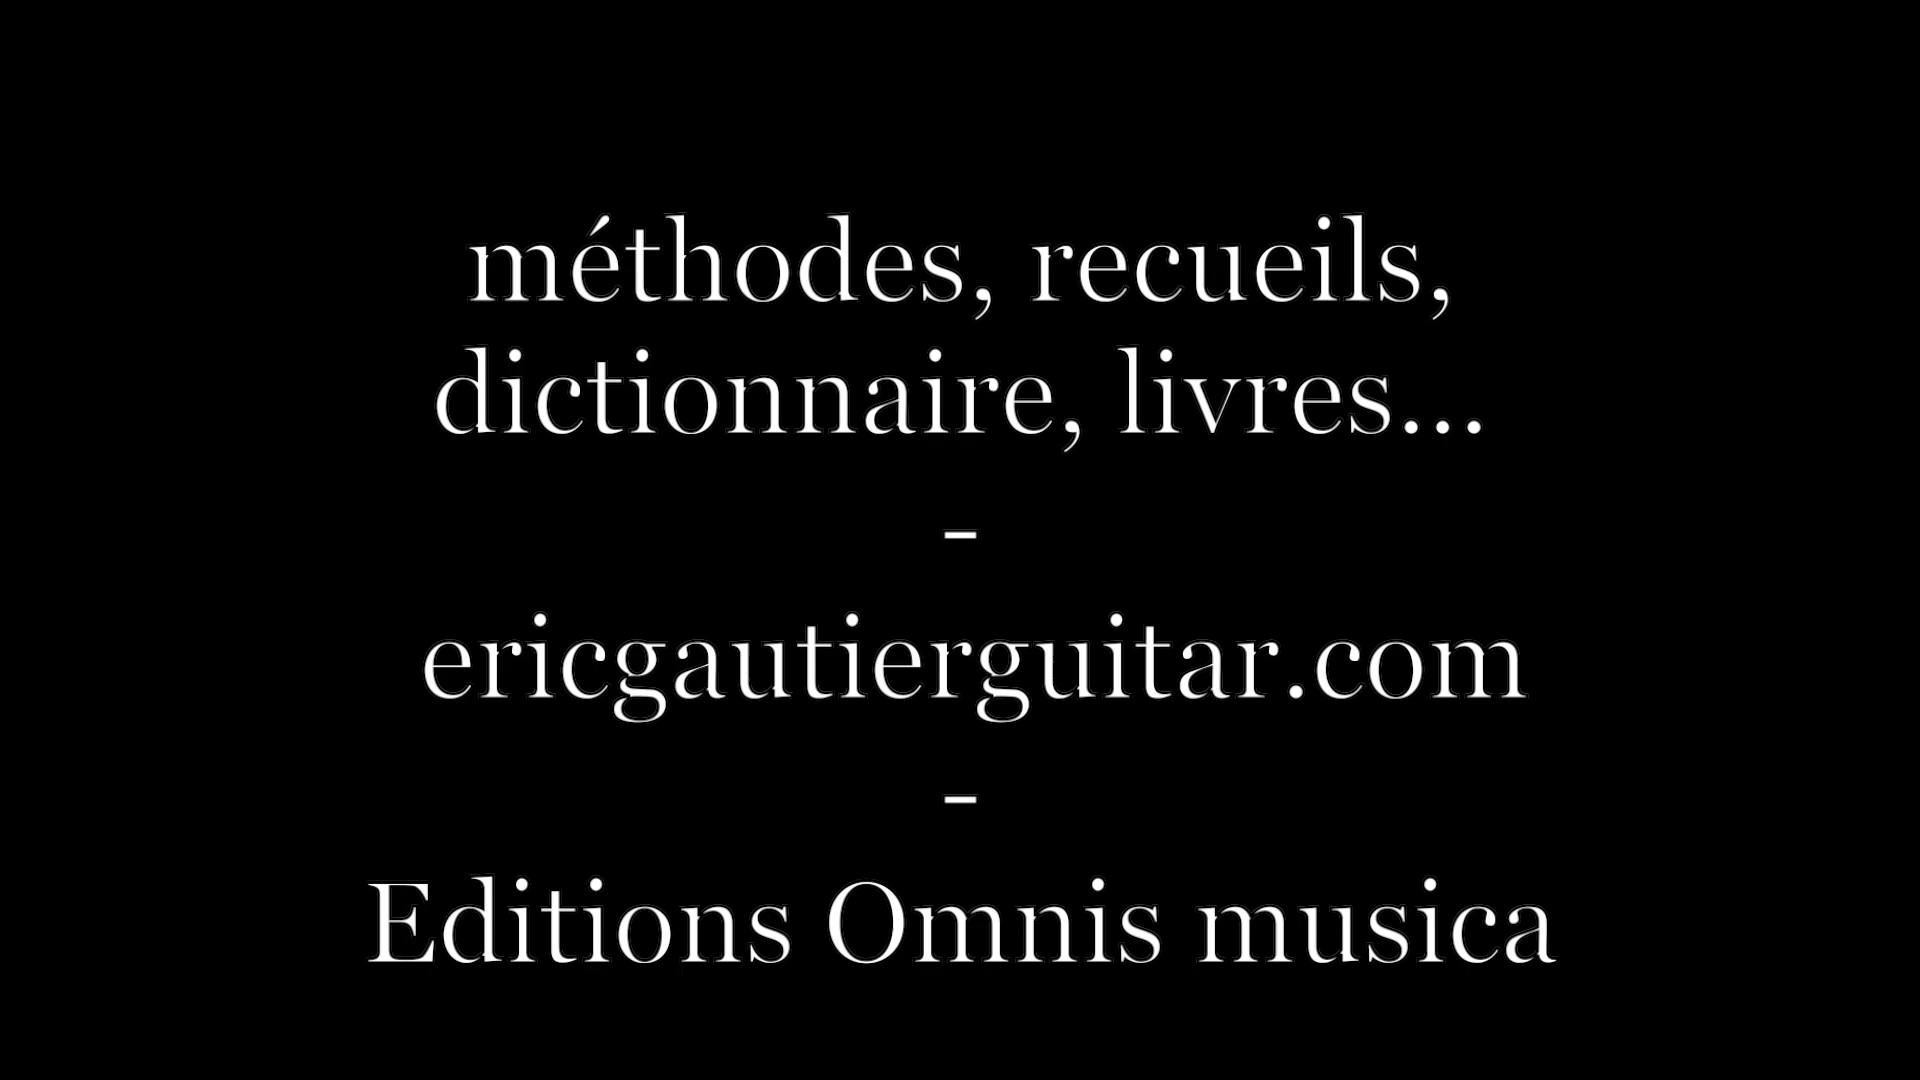 méthodes, recueils,
dictionnaire, livres...
-
ericgautierguitar.com
-
Editions Omnis musica